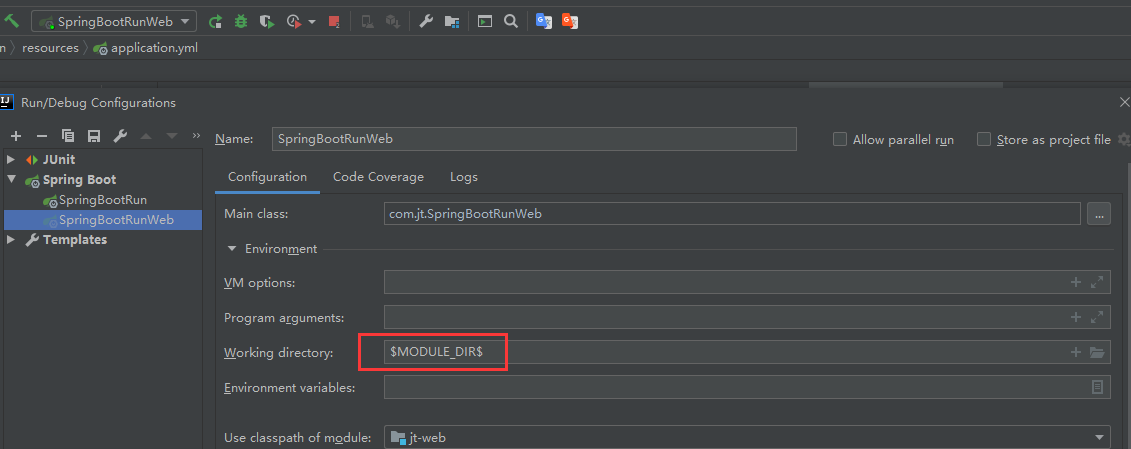 SpringBootRunWeb
n 〉 resources 〉 application.yml
Run/Debug Configurations
Name: SpringBootRunWeb Allow parallel run Store as project file
JUnit
Spring Boot
SpringBootRun
SpringBootRunWeb
Templates
Configuration Code Coverage Logs
Main class: com.jt.SpringBootRunWeb ...
Environment
VM options:
Program arguments:
Working directory: $MODULE_DIR$
Environment variables:
Use classpath of module: jt-web